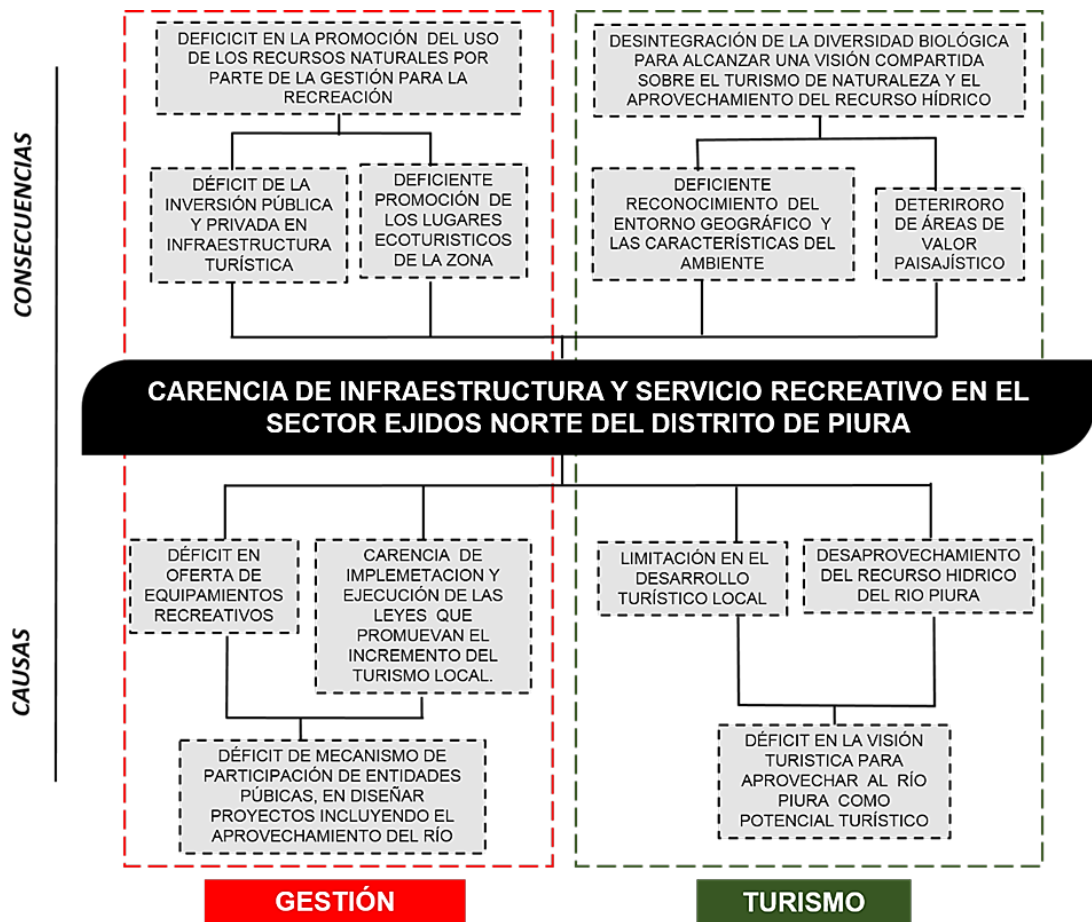 CONSECUENCIAS
DEFICICIT EN LA PROMOCIÓN DEL USO
DE LOS RECURSOS NATURALES POR
PARTE DE LA GESTIÓN PARA LA
RECREACIÓN
DESINTEGRACIÓN DE LA DIVERSIDAD BIOLÓGICA
PARA ALCANZAR UNA VISIÓN COMPARTIDA
SOBRE EL TURISMO DE NATURALEZA Y EL
APROVECHAMIENTO DEL RECURSO HÍDRICO
DÉFICIT DE LA
INVERSIÓN PÚBLICA
Y PRIVADA EN
INFRAESTRUCTURA
TURÍSTICA
DEFICIENTE
PROMOCIÓN DE
LOS LUGARES
ECOTURISTICOS
DE LA ZONA
DEFICIENTE
RECONOCIMIENTO DEL
ENTORNO GEOGRÁFICO Y
LAS CARACTERÍSTICAS DEL
AMBIENTE
DETERIRORO
DE ÁREAS DE
VALOR
PAISAJÍSTICO
CARENCIA DE INFRAESTRUCTURA Y SERVICIO RECREATIVO EN EL
SECTOR EJIDOS NORTE DEL DISTRITO DE PIURA
CAUSAS
DÉFICIT EN
OFERTA DE
EQUIPAMIENTOS
RECREATIVOS
CARENCIA DE
IMPLEMETACION Y
EJECUCIÓN DE LAS
LEYES QUE
PROMUEVAN EL
INCREMENTO DEL
TURISMO LOCAL.
LIMITACIÓN EN EL
DESARROLLO
TURÍSTICO LOCAL
DESAPROVECHAMIENTO
DEL RECURSO HIDRICO
DEL RIO PIURA
DÉFICIT DE MECANISMO DE
PARTICIPACIÓN DE ENTIDADES
PÚBICAS, EN DISEÑAR
PROYECTOS INCLUYENDO EL
APROVECHAMIENTO DEL RÍO
DÉFICIT EN LA VISIÓN
TURISTICA PARA
APROVECHAR AL RÍO
PIURA COMO
POTENCIAL TURÍSTICO
GESTIÓN
TURISMO